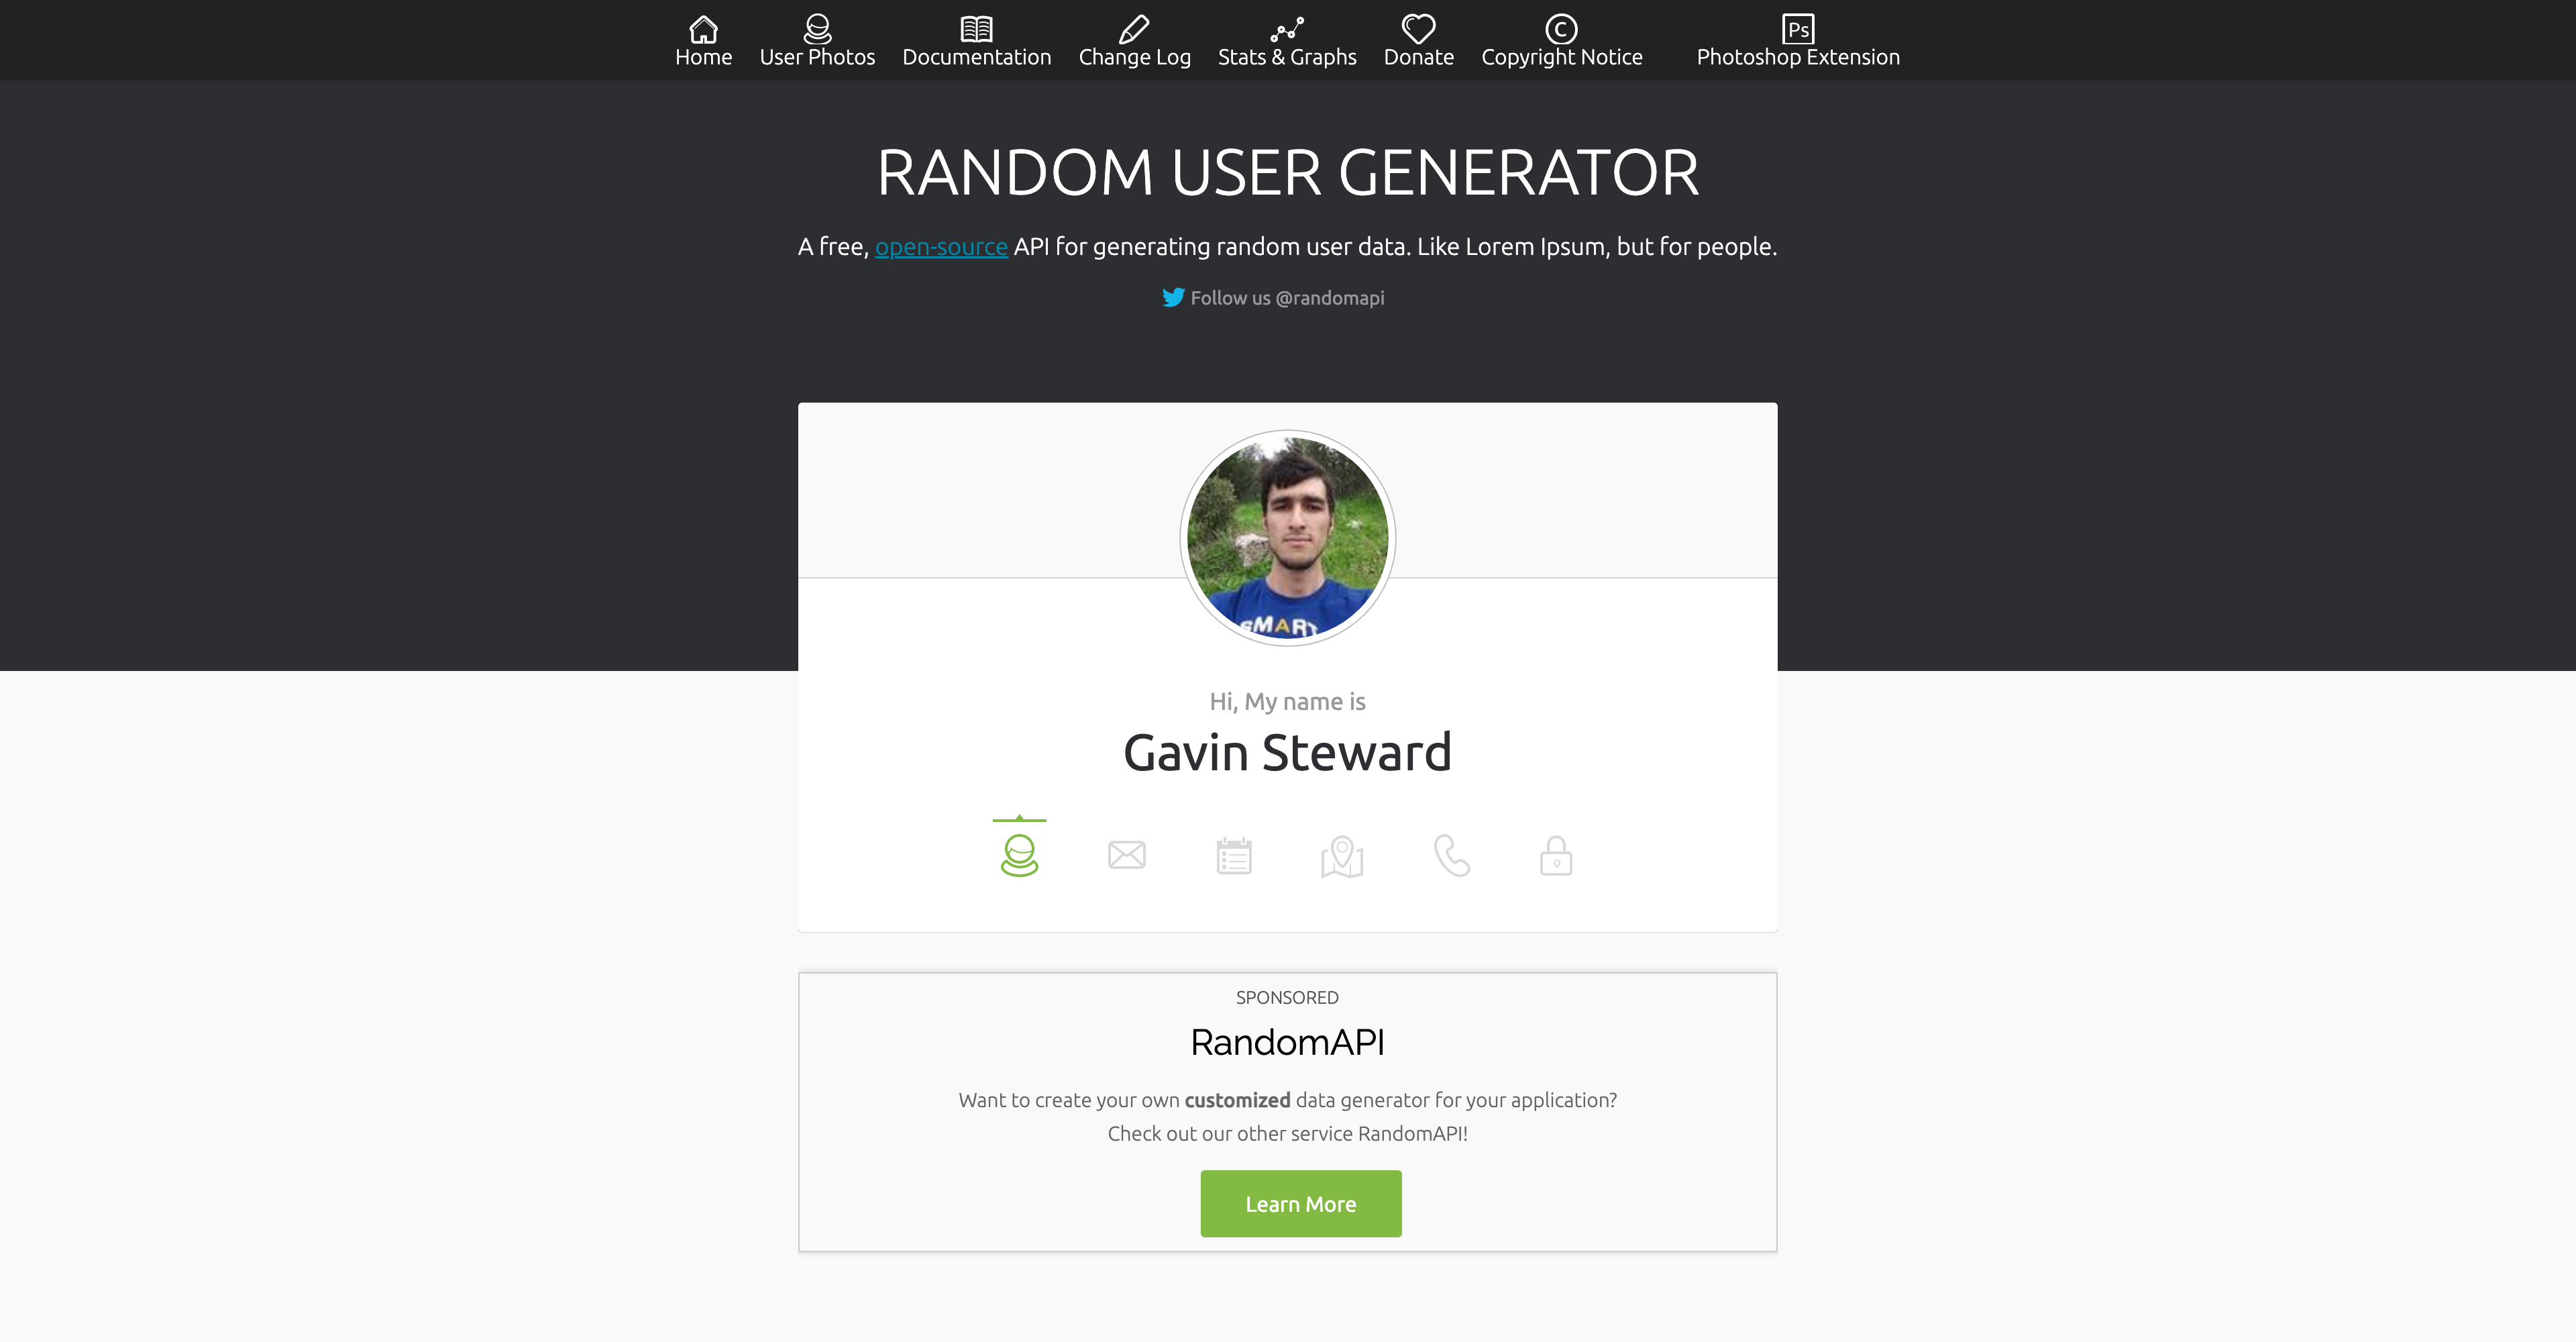 Home
User Photos
Documentation
Change Log
Stats & Graphs
Donate
C
Copyright Notice
Ps
Photoshop Extension
RANDOM USER GENERATOR
A free, open-source API for generating random user data. Like Lorem Ipsum, but for people.
Follow us @randomapi
SMART
Hi, My name is
Gavin Steward
SPONSORED
RandomAPI
Want to create your own customized data generator for your application?
Check out our other service RandomAPI!
Learn More